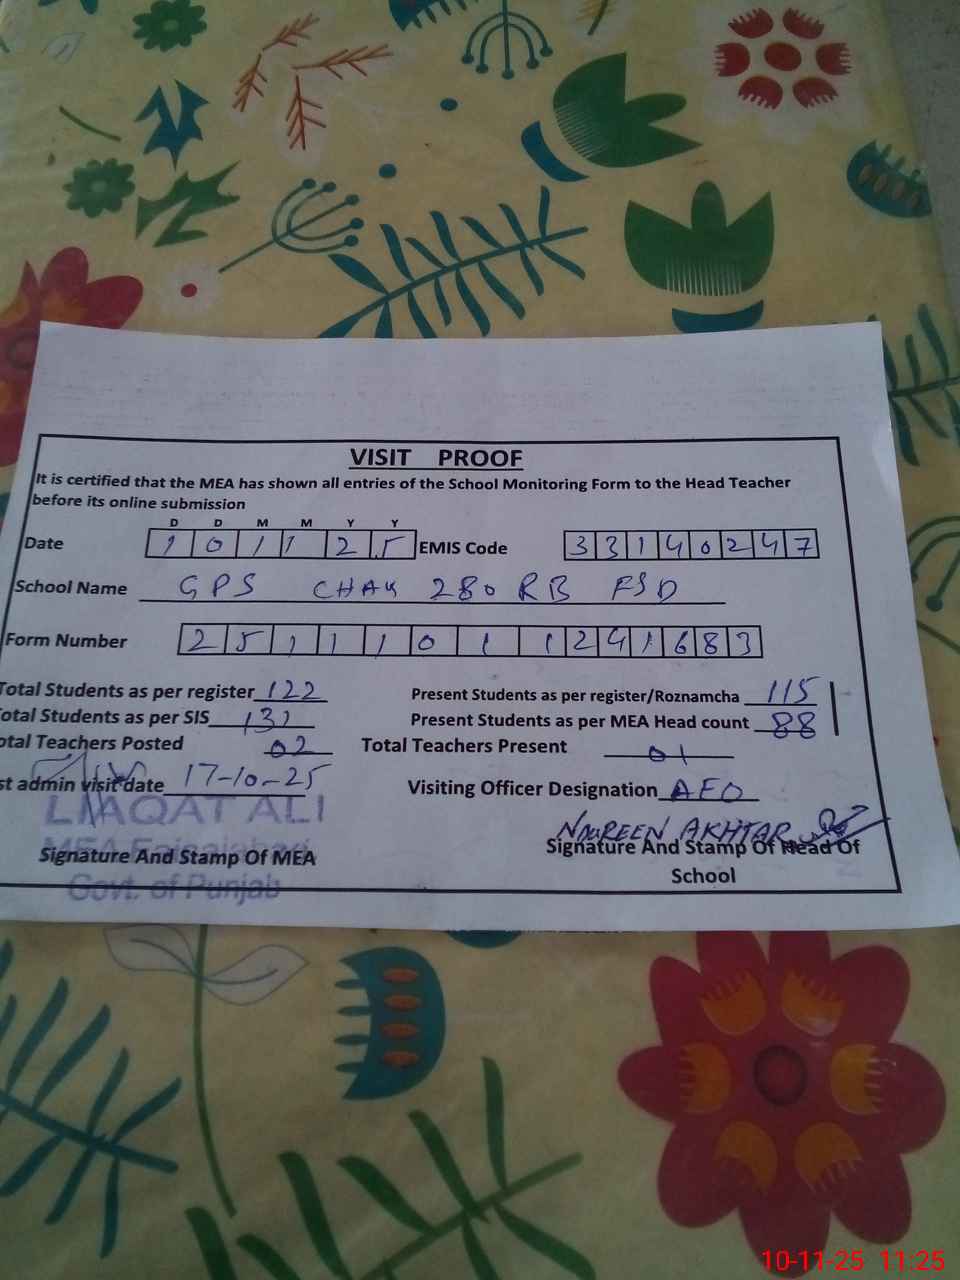 VISIT PROOF
It is certified that the MEA has shown all entries of the School Monitoring Form to the Head Teacher
before its online submission
D D M M Y Y
Date 1 0 1 1 2 5 EMIS Code 3 3 1 4 0 2 4 7
School Name GPS CHAK 280 RB FSD
Form Number 2 5 1 1 1 0 1 1 2 4 1 6 8 3
Total Students as per register 122 Present Students as per register/Roznamcha 115
Total Students as per SIS 131 Present Students as per MEA Head count 88
otal Teachers Posted 02 Total Teachers Present 01
st admin visit date 17-10-25 Visiting Officer Designation AEO
LIAQAT ALI
NAUREEN AKHTAR
MEA Faisalabad
Signature And Stamp Of MEA Signature And Stamp Of Head Of
School
Govt. of Punjab
10-11-25 11:25